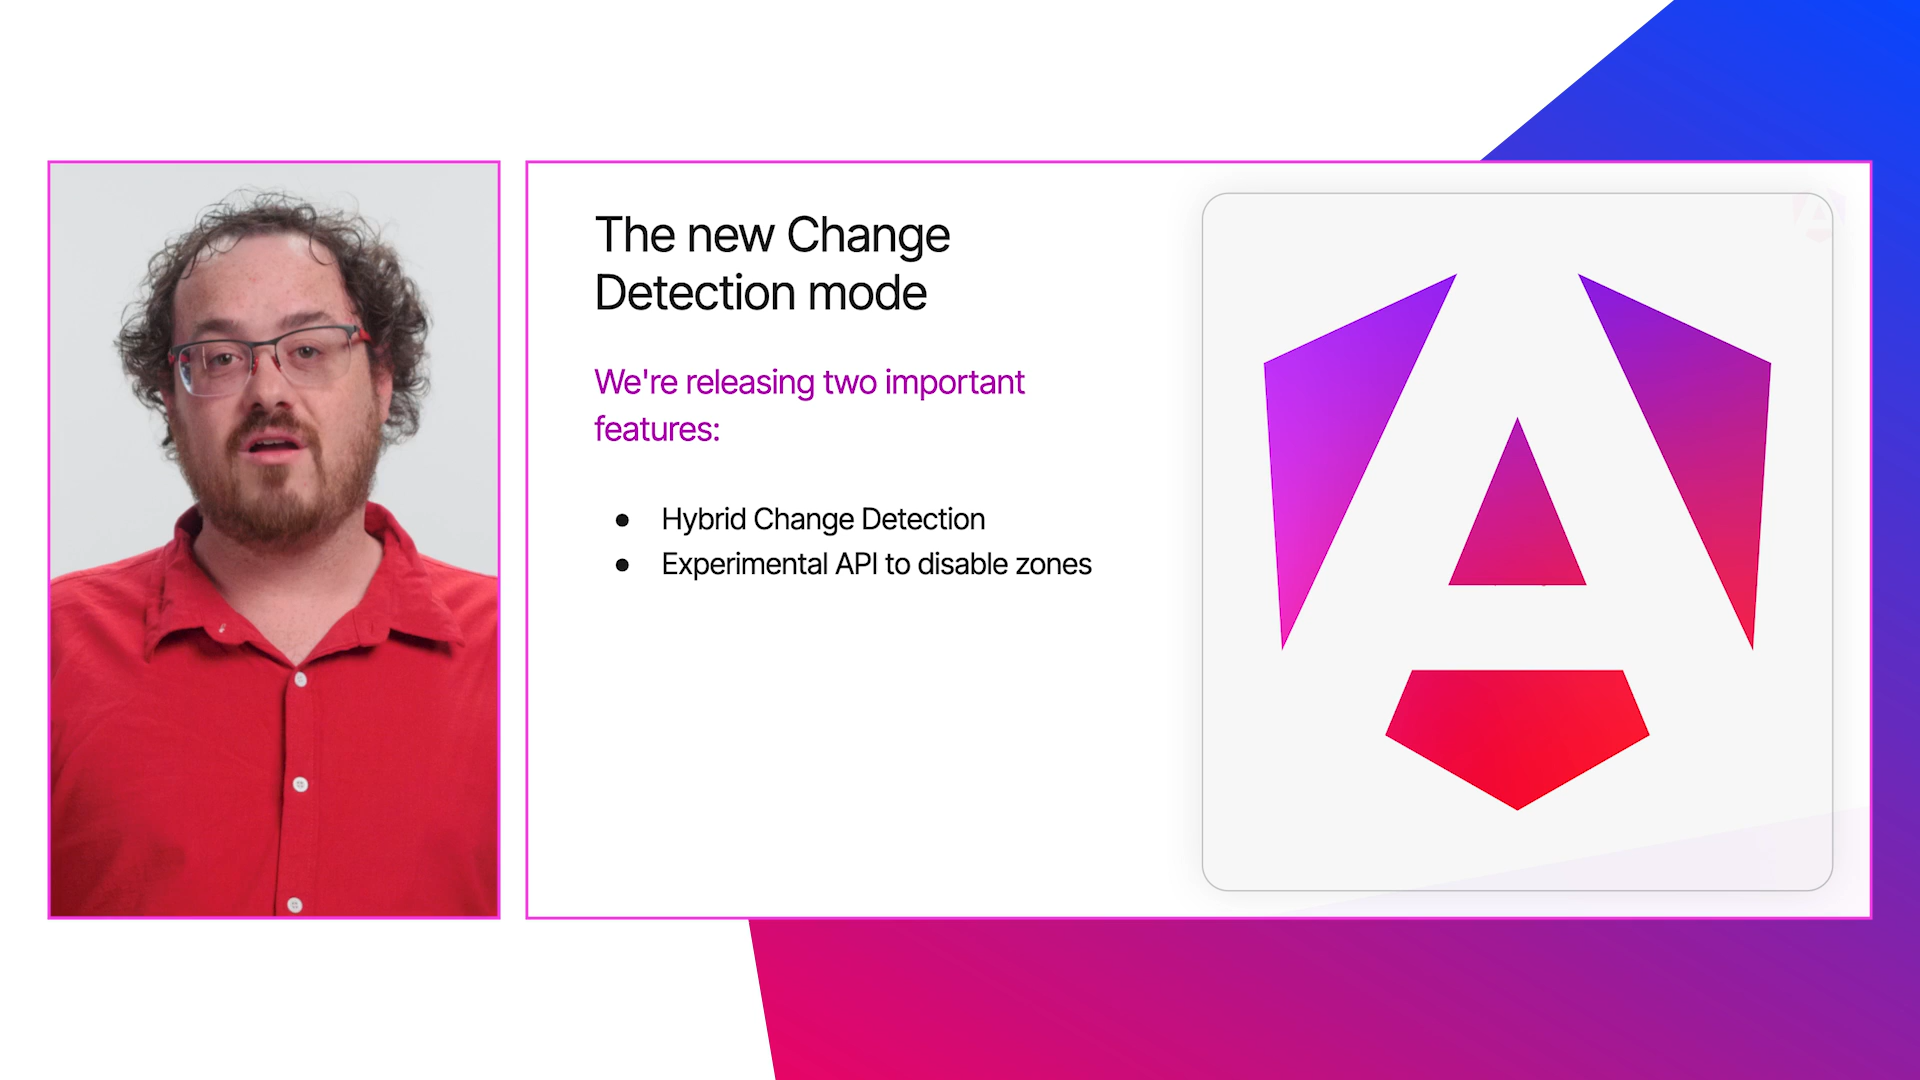 The new Change
Detection mode
We're releasing two important
features:
● Hybrid Change Detection
● Experimental API to disable zones